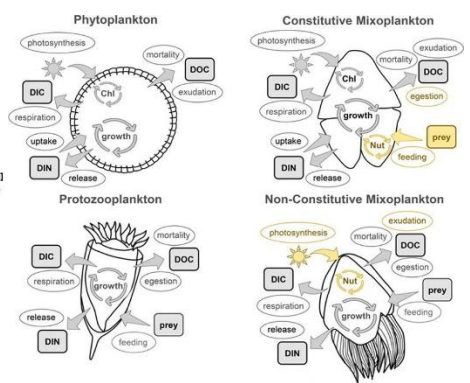 Phytoplankton
photosynthesis
mortality
DOC
Chl
exudation
DIC
respiration
growth
uptake
DIN
release
Constitutive Mixoplankton
photosynthesis
exudation
mortality
DOC
Chl
egestion
DIC
respiration
growth
uptake
prey
Nut
feeding
DIN
release
Protozooplankton
mortality
DIC
DOC
respiration
growth
egestion
release
prey
DIN
feeding
Non-Constitutive Mixoplankton
exudation
photosynthesis
mortality
DOC
DIC
Nut
egestion
prey
respiration
growth
feeding
release
DIN